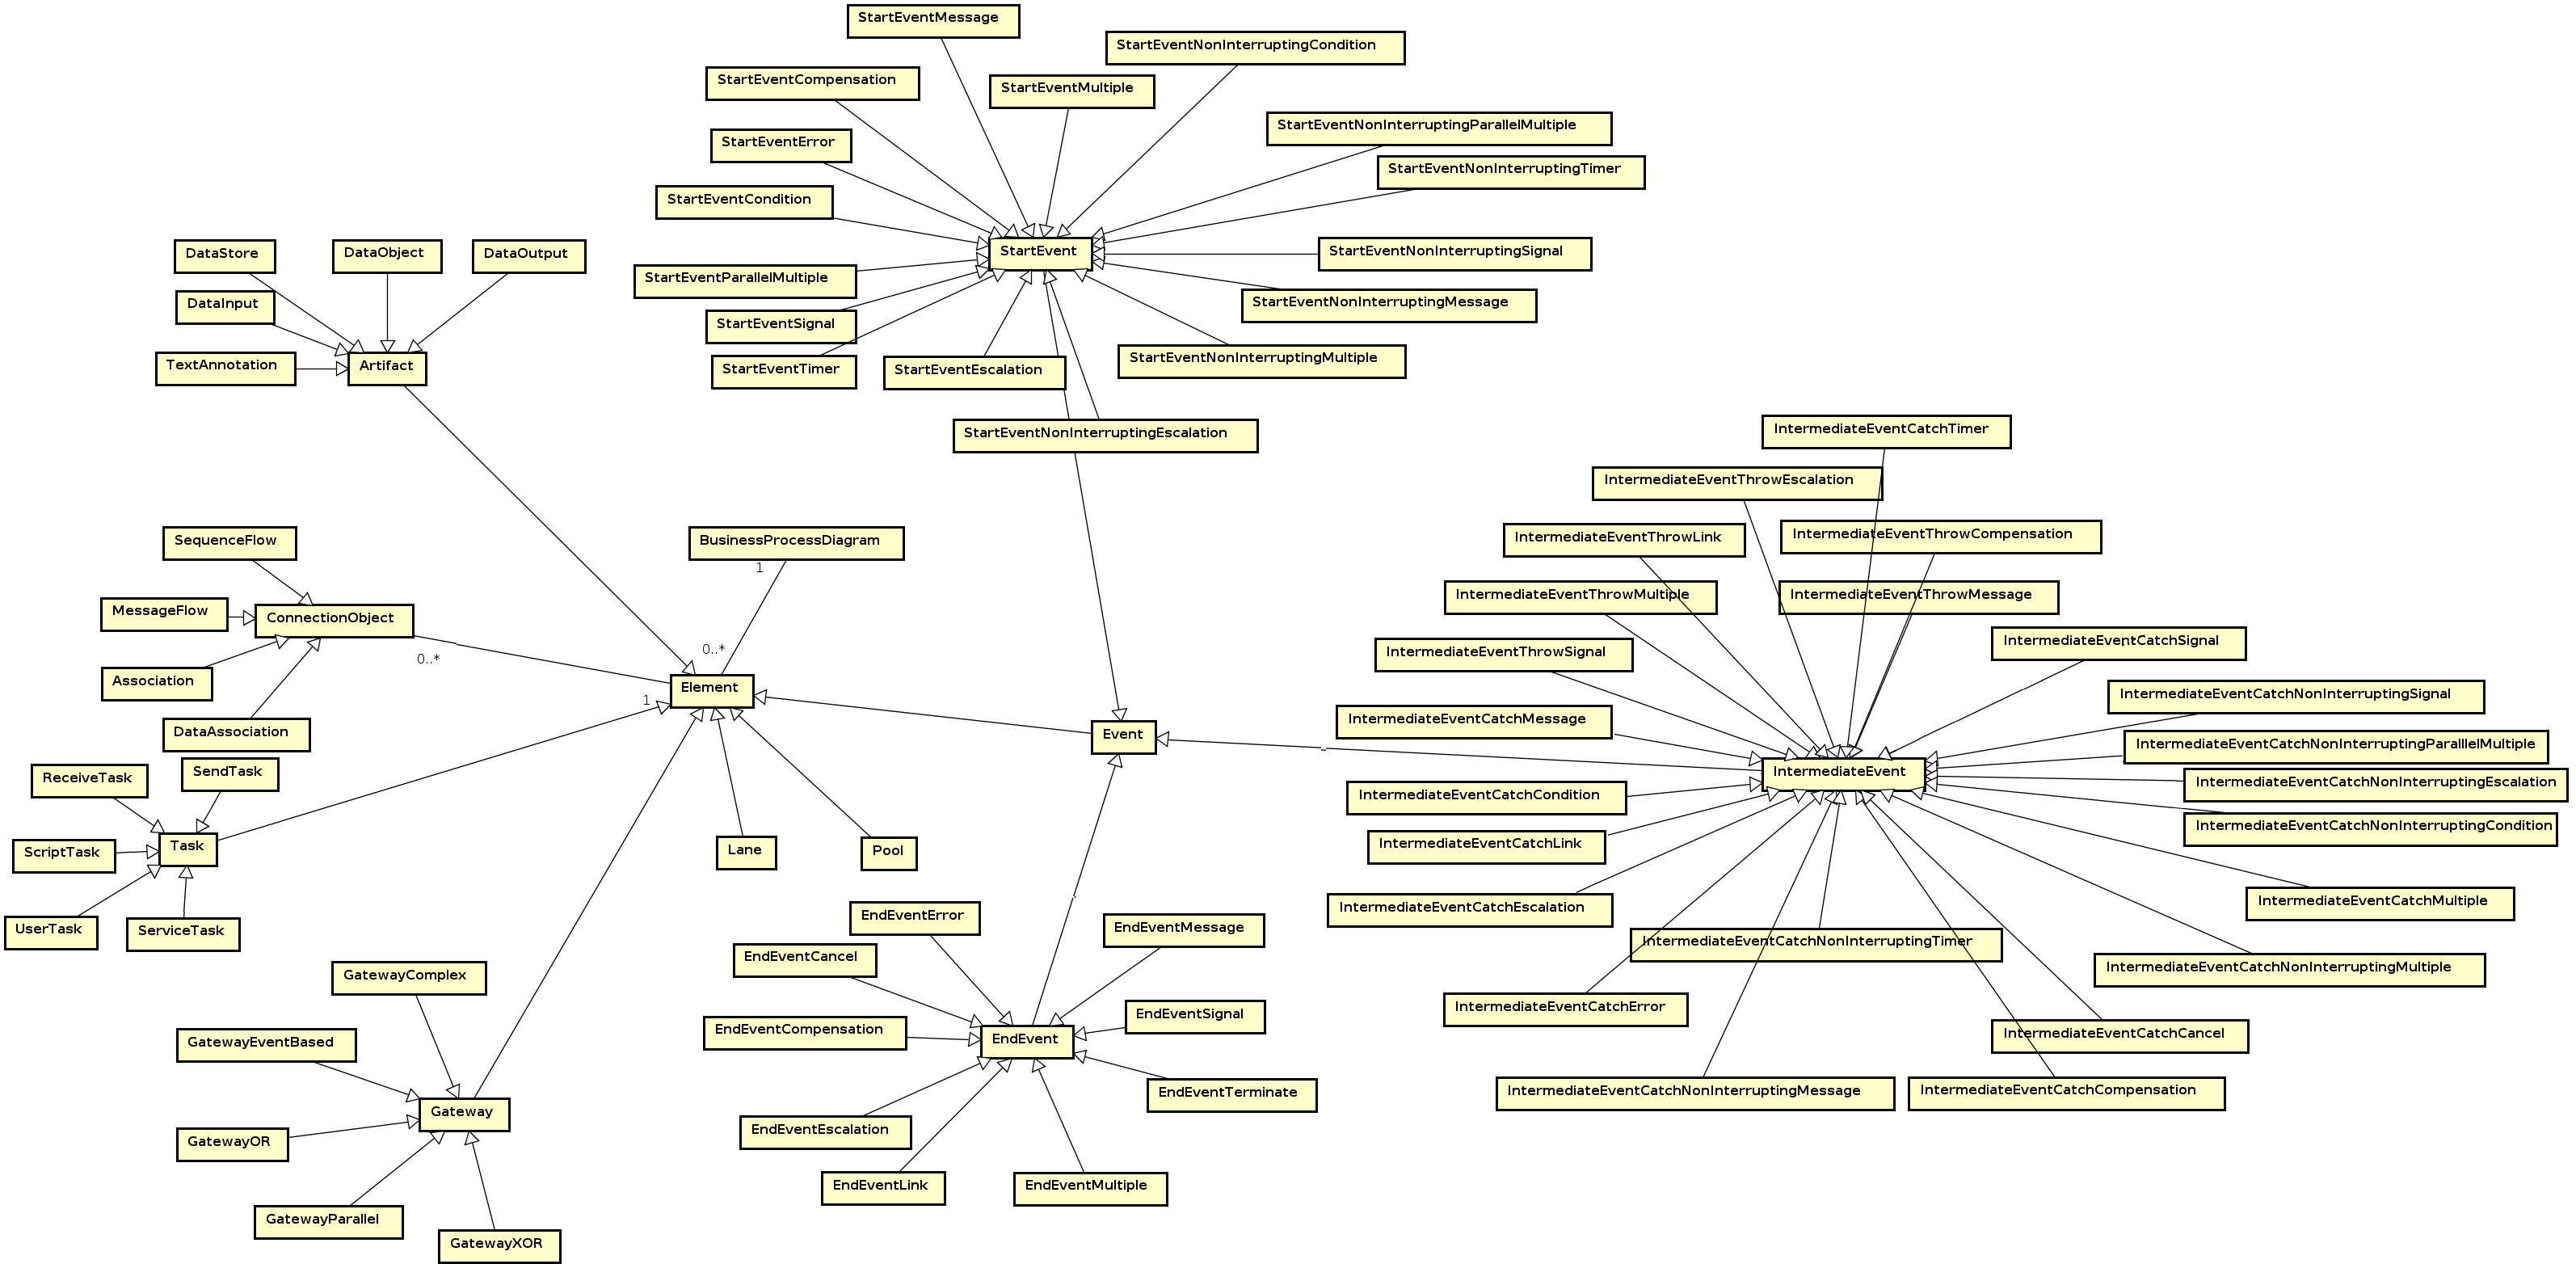 StartEventMessage
StartEventNonInterruptingCondition
StartEventCompensation
StartEventMultiple
StartEventNonInterruptingParallelMultiple
StartEventError
StartEventNonInterruptingTimer
StartEventCondition
StartEvent
StartEventNonInterruptingSignal
DataStore
DataObject
DataOutput
StartEventParallelMultiple
DataInput
StartEventNonInterruptingMessage
StartEventSignal
TextAnnotation
Artifact
StartEventTimer
StartEventEscalation
StartEventNonInterruptingMultiple
StartEventNonInterruptingEscalation
IntermediateEventCatchTimer
IntermediateEventThrowEscalation
SequenceFlow
BusinessProcessDiagram
IntermediateEventThrowLink
IntermediateEventThrowCompensation
1
MessageFlow
ConnectionObject
IntermediateEventThrowMultiple
IntermediateEventThrowMessage
0..*
0..*
IntermediateEventThrowSignal
IntermediateEventCatchSignal
Association
Element
1
IntermediateEventCatchNonInterruptingSignal
DataAssociation
Event
IntermediateEventCatchMessage
IntermediateEventCatchNonInterruptingParalllelMultiple
ReceiveTask
SendTask
IntermediateEvent
IntermediateEventCatchNonInterruptingEscalation
IntermediateEventCatchCondition
IntermediateEventCatchNonInterruptingCondition
ScriptTask
Task
Lane
Pool
IntermediateEventCatchLink
IntermediateEventCatchEscalation
IntermediateEventCatchMultiple
UserTask
ServiceTask
EndEventError
EndEventMessage
IntermediateEventCatchNonInterruptingTimer
EndEventCancel
IntermediateEventCatchNonInterruptingMultiple
GatewayComplex
IntermediateEventCatchError
EndEventSignal
EndEventCompensation
IntermediateEventCatchCancel
GatewayEventBased
EndEvent
EndEventTerminate
IntermediateEventCatchNonInterruptingMessage
IntermediateEventCatchCompensation
Gateway
GatewayOR
EndEventEscalation
EndEventLink
EndEventMultiple
GatewayParallel
GatewayXOR